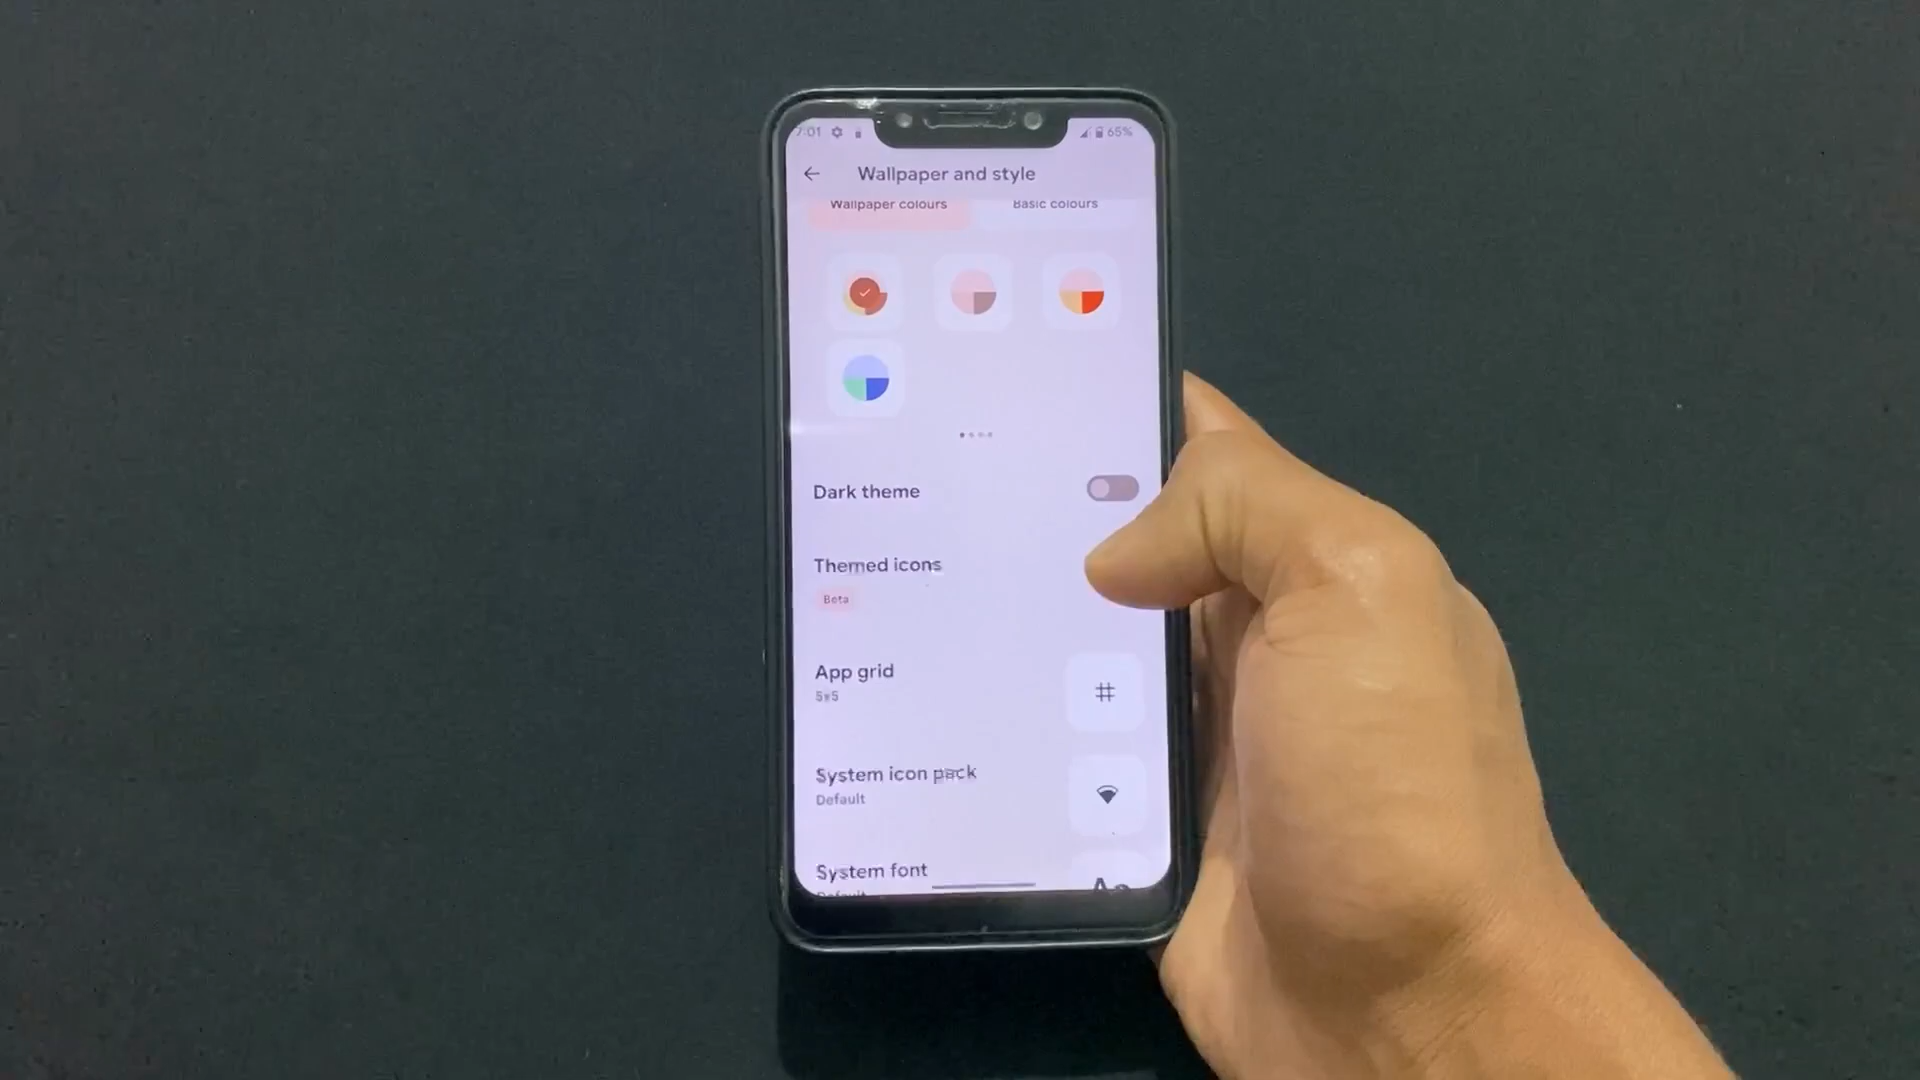 7:01 65%
Wallpaper and style
Wallpaper colours Basic colours
Dark theme
Themed icons
Beta
App grid
5x5
System icon pack
Default
System font
Default
Aa